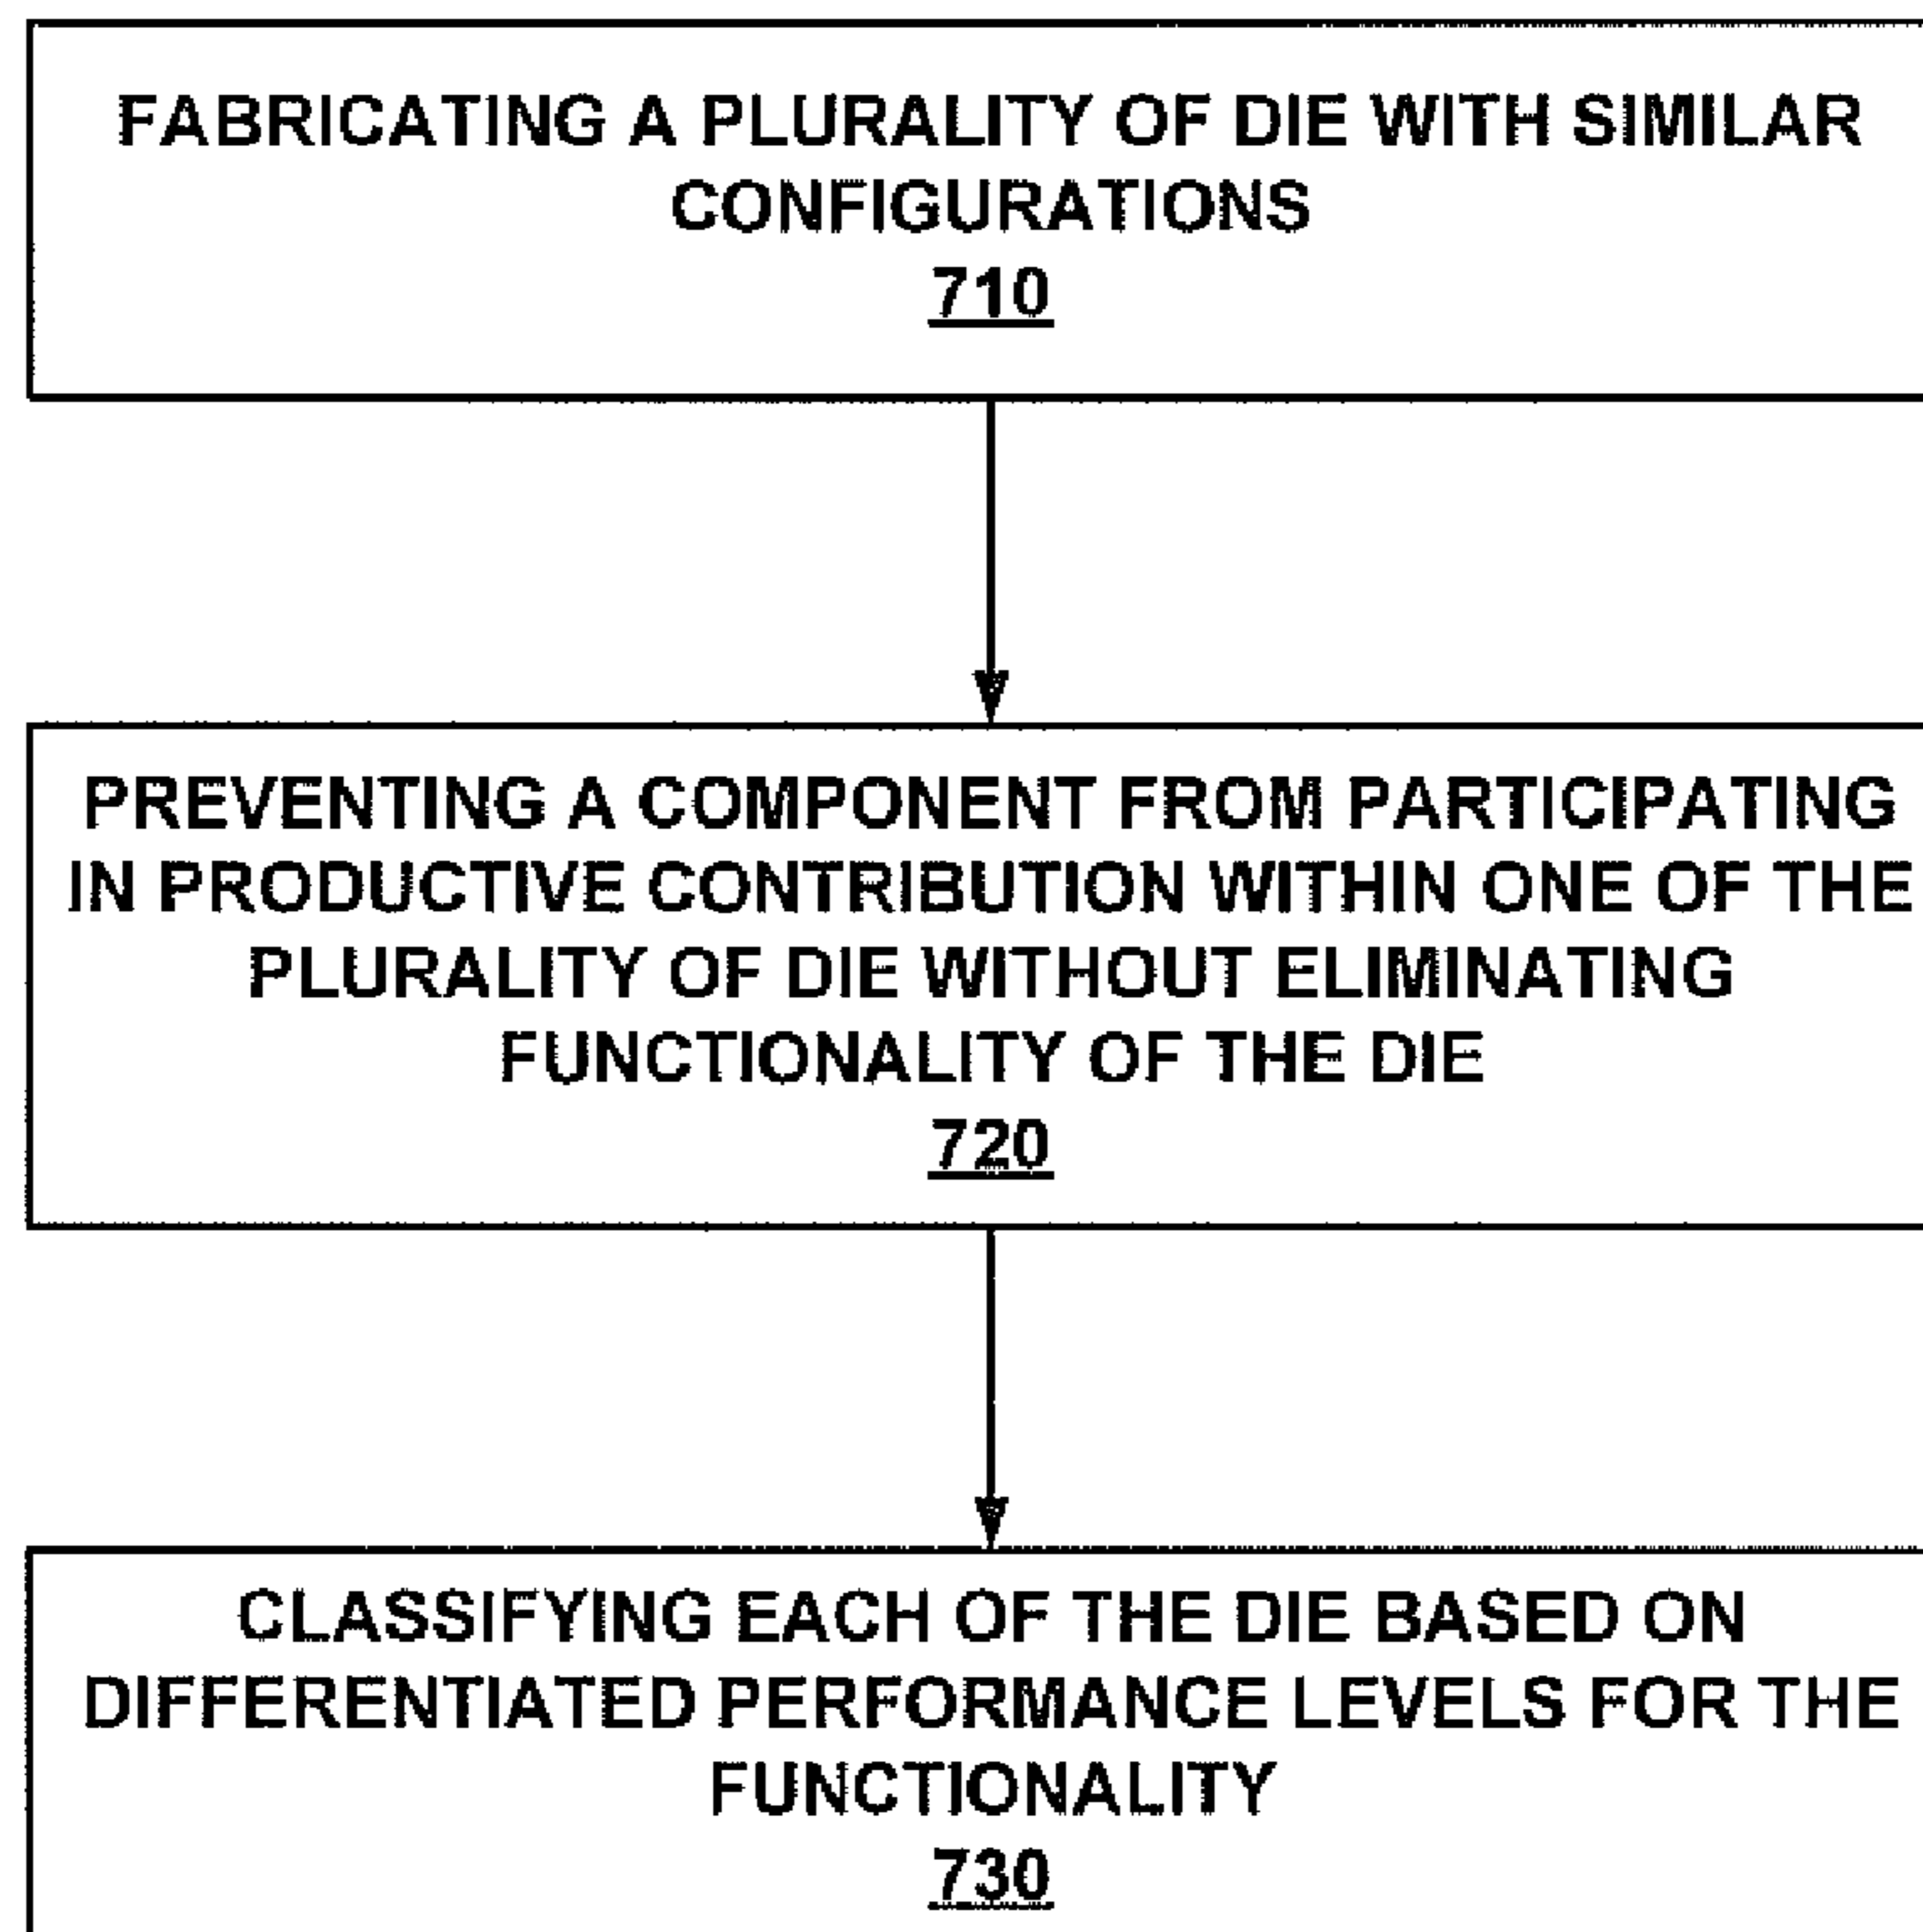 FABRICATING A PLURALITY OF DIE WITH SIMILAR
CONFIGURATIONS
710
PREVENTING A COMPONENT FROM PARTICIPATING
IN PRODUCTIVE CONTRIBUTION WITHIN ONE OF THE
PLURALITY OF DIE WITHOUT ELIMINATING
FUNCTIONALITY OF THE DIE
720
CLASSIFYING EACH OF THE DIE BASED ON
DIFFERENTIATED PERFORMANCE LEVELS FOR THE
FUNCTIONALITY
730